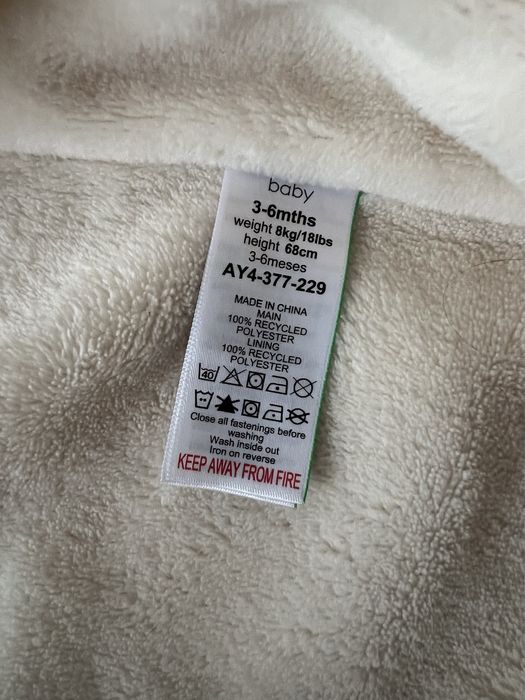 baby
3-6mths
weight 8kg/18lbs
height 68cm
3-6meses
AY4-377-229
MADE IN CHINA
MAIN
100% RECYCLED
POLYESTER
LINING
100% RECYCLED
POLYESTER
40
Close all fastenings before
washing
Wash inside out
Iron on reverse
KEEP AWAY FROM FIRE